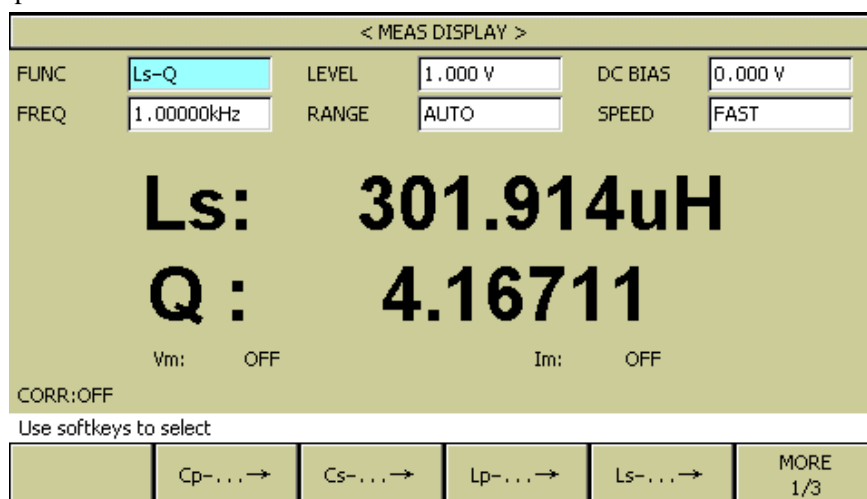 < MEAS DISPLAY >
FUNC Ls-Q LEVEL 1.000 V DC BIAS 0.000 V
FREQ 1.00000kHz RANGE AUTO SPEED FAST
Ls: 301.914uH
Q : 4.16711
Vm: OFF Im: OFF
CORR:OFF
Use softkeys to select
Cp-...→ Cs-...→ Lp-...→ Ls-...→ MORE
1/3